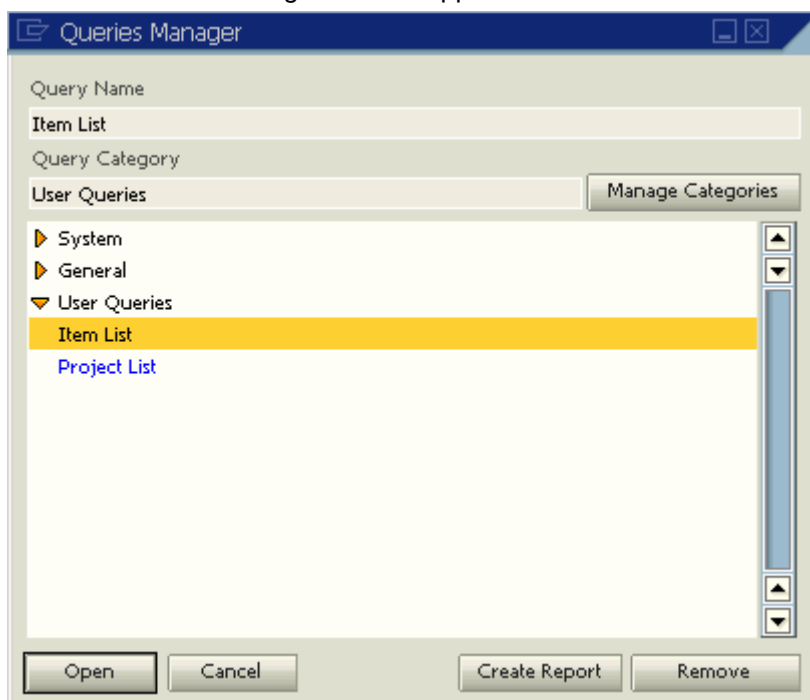 Queries Manager
Query Name
Item List
Query Category
User Queries
Manage Categories
System
General
User Queries
Item List
Project List
Open
Cancel
Create Report
Remove